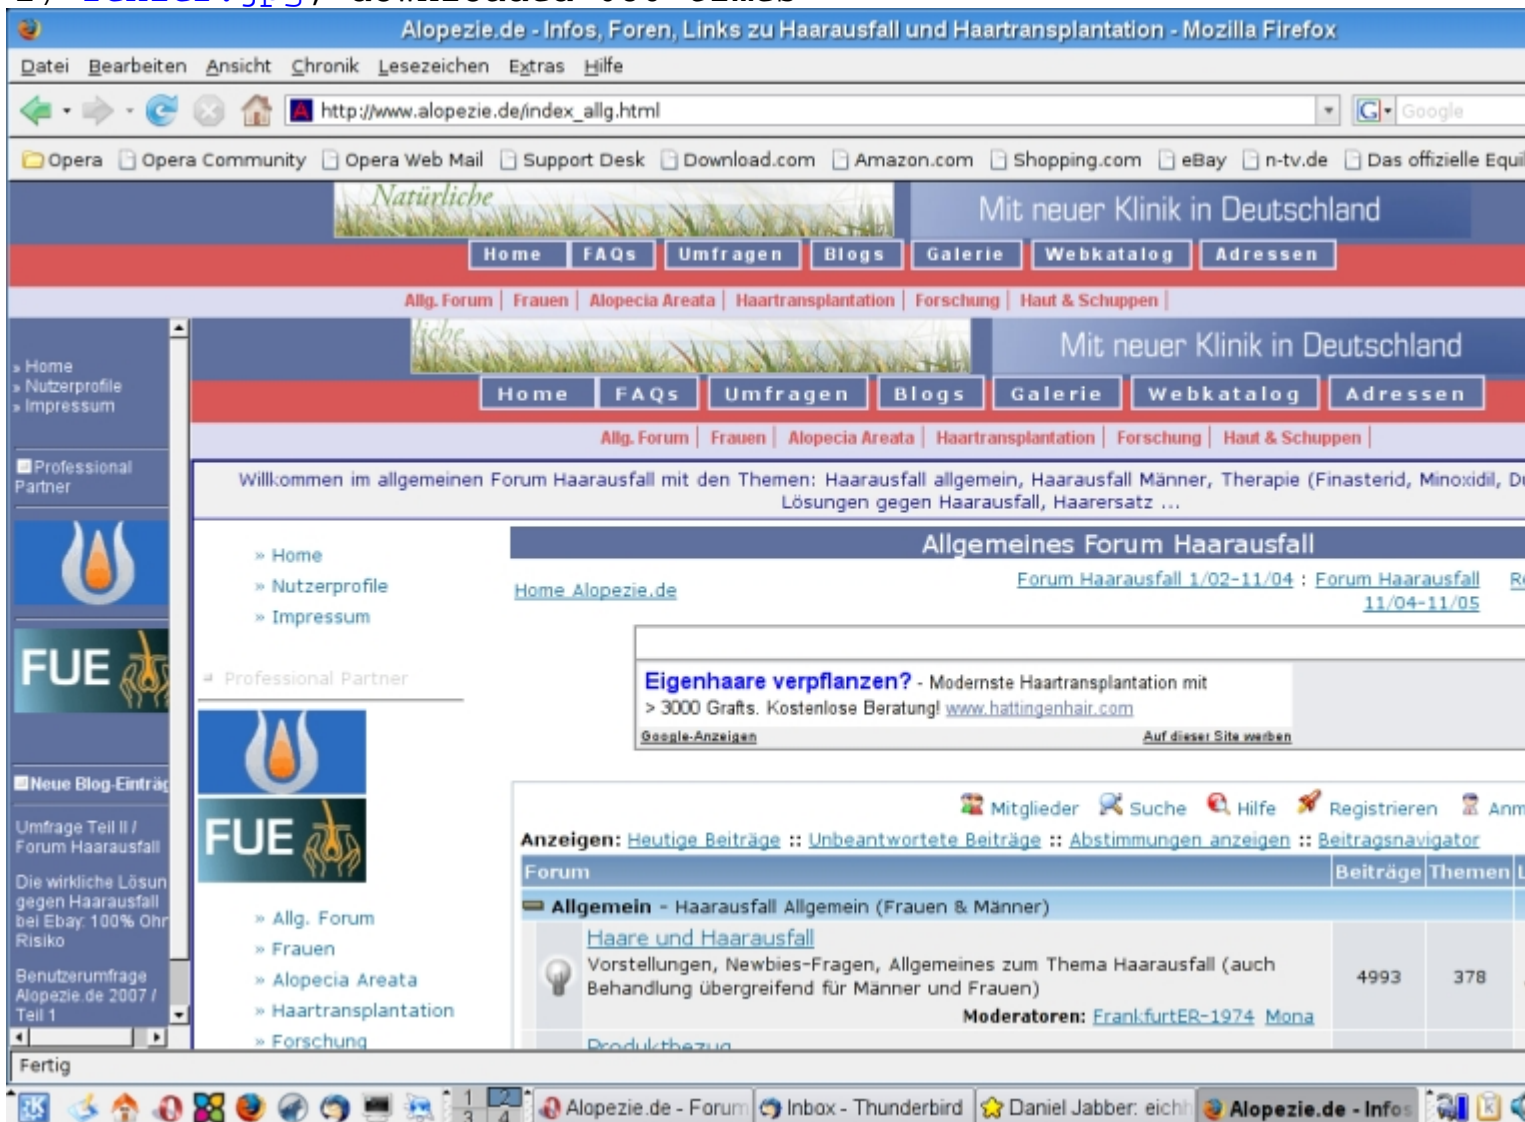 Alopezie.de - Infos, Foren, Links zu Haarausfall und Haartransplantation - Mozilla Firefox
Datei Bearbeiten Ansicht Chronik Lesezeichen Extras Hilfe
http://www.alopezie.de/index_allg.html
Google
Opera Opera Community Opera Web Mail Support Desk Download.com Amazon.com Shopping.com eBay n-tv.de Das offizielle
Natürliche
Mit neuer Klinik in Deutschland
Home FAQs Umfragen Blogs Galerie Webkatalog Adressen
Allg. Forum | Frauen | Alopecia Areata | Haartransplantation | Forschung | Haut & Schuppen |
» Home
» Nutzerprofile
» Impressum
Professional
Partner
FUE
Neue Blog-Einträg
Umfrage Teil II /
Forum Haarausfall
Die wirkliche Lösun
gegen Haarausfall
bei Ebay: 100% Ohr
Risiko
Benutzerumfrage
Alopezie.de 2007 /
Teil 1
liche
Mit neuer Klinik in Deutschland
Home FAQs Umfragen Blogs Galerie Webkatalog Adressen
Allg. Forum | Frauen | Alopecia Areata | Haartransplantation | Forschung | Haut & Schuppen |
Willkommen im allgemeinen Forum Haarausfall mit den Themen: Haarausfall allgemein, Haarausfall Männer, Therapie (Finasterid, Minoxidil,
Lösungen gegen Haarausfall, Haarersatz ...
» Home
» Nutzerprofile
» Impressum
Professional Partner
FUE
» Allg. Forum
» Frauen
» Alopecia Areata
» Haartransplantation
» Forschung
Allgemeines Forum Haarausfall
Home Alopezie.de
Forum Haarausfall 1/02-11/04 : Forum Haarausfall
11/04-11/05
Eigenhaare verpflanzen? - Modernste Haartransplantation mit
> 3000 Grafts. Kostenlose Beratung! www.hattingenhair.com
Google-Anzeigen Auf dieser Site werben
Mitglieder Suche Hilfe Registrieren Anm
Anzeigen: Heutige Beiträge :: Unbeantwortete Beiträge :: Abstimmungen anzeigen :: Beitragsnavigator
Forum Beiträge Themen
Allgemein - Haarausfall Allgemein (Frauen & Männer)
Haare und Haarausfall
Vorstellungen, Newbies-Fragen, Allgemeines zum Thema Haarausfall (auch
Behandlung übergreifend für Männer und Frauen)
4993 378
Moderatoren: FrankfurtER-1974 Mona
Produktbezug
Fertig
1 2
3 4
Alopezie.de - Forum Inbox - Thunderbird Daniel Jabber: eichh Alopezie.de - Infos